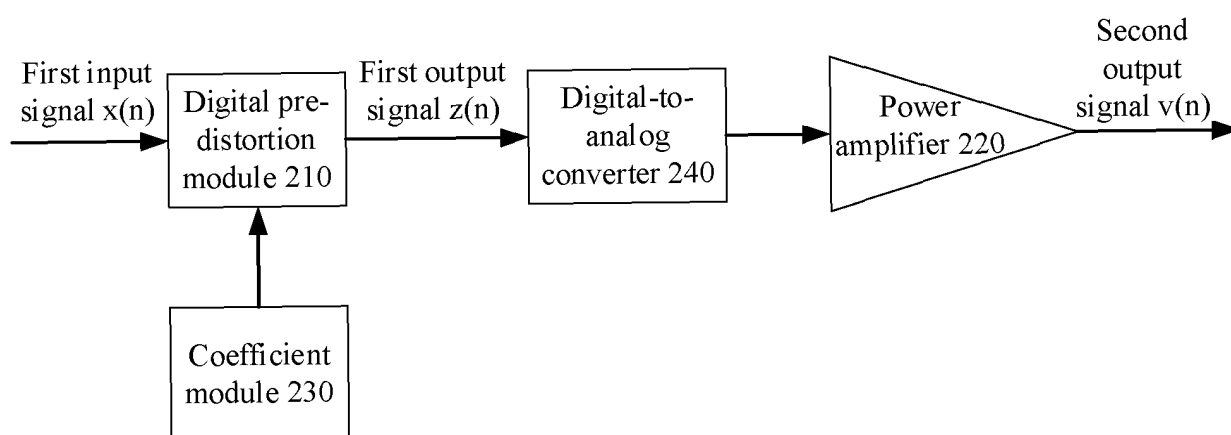 First input
signal x(n)
Digital pre-
distortion
module 210
First output
signal z(n)
Digital-to-
analog
converter 240
Power
amplifier 220
Second
output
signal v(n)
Coefficient
module 230